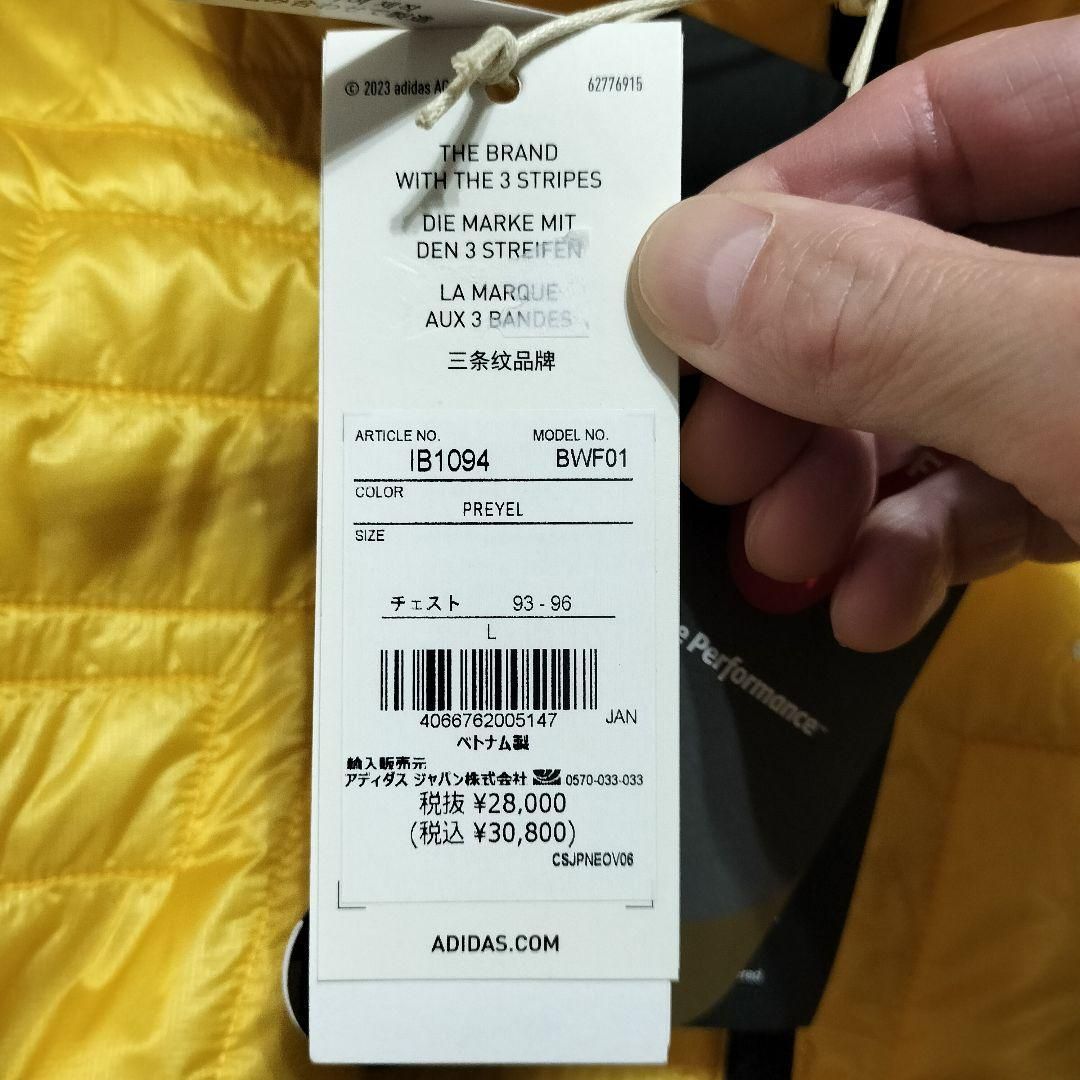 © 2023 adidas AG
62776915
THE BRAND
WITH THE 3 STRIPES
DIE MARKE MIT
DEN 3 STREIFEN
LA MARQUE
AUX 3 BANDES
三条纹品牌
ARTICLE NO. MODEL NO.
IB1094 BWF01
COLOR
PREYEL
SIZE
チェスト 93 - 96
L
4066762005147 JAN
ベトナム製
輸入販売元
アディダス ジャパン株式会社 0570-033-033
税抜 ¥28,000
(税込 ¥30,800)
CSJPNEOV06
ADIDAS.COM
Performance